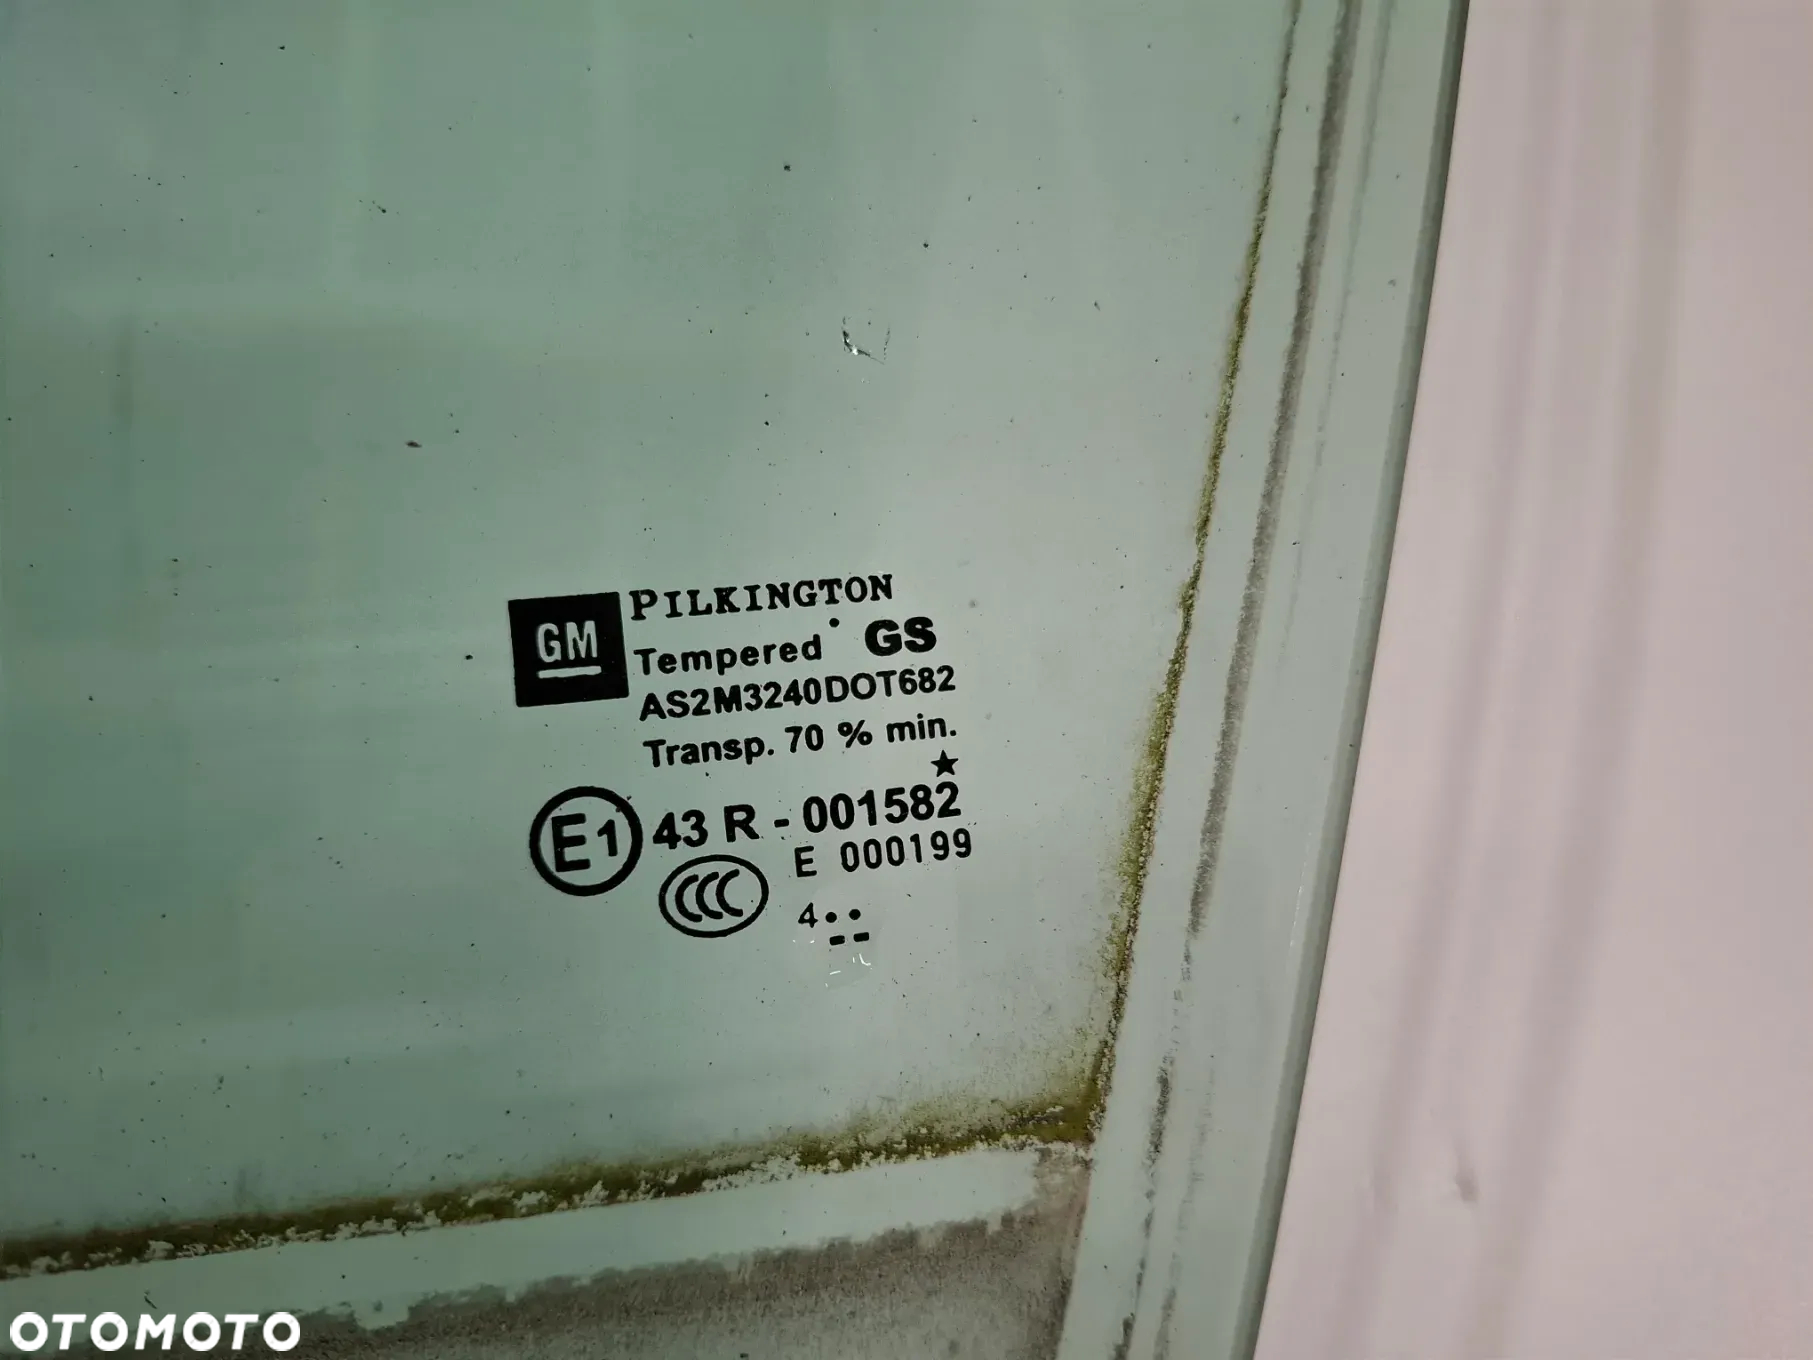 GM
PILKINGTON
Tempered GS
AS2M3240DOT682
Transp. 70 % min.
E1 43 R - 001582
E 000199
CCC
4
OTOMOTO